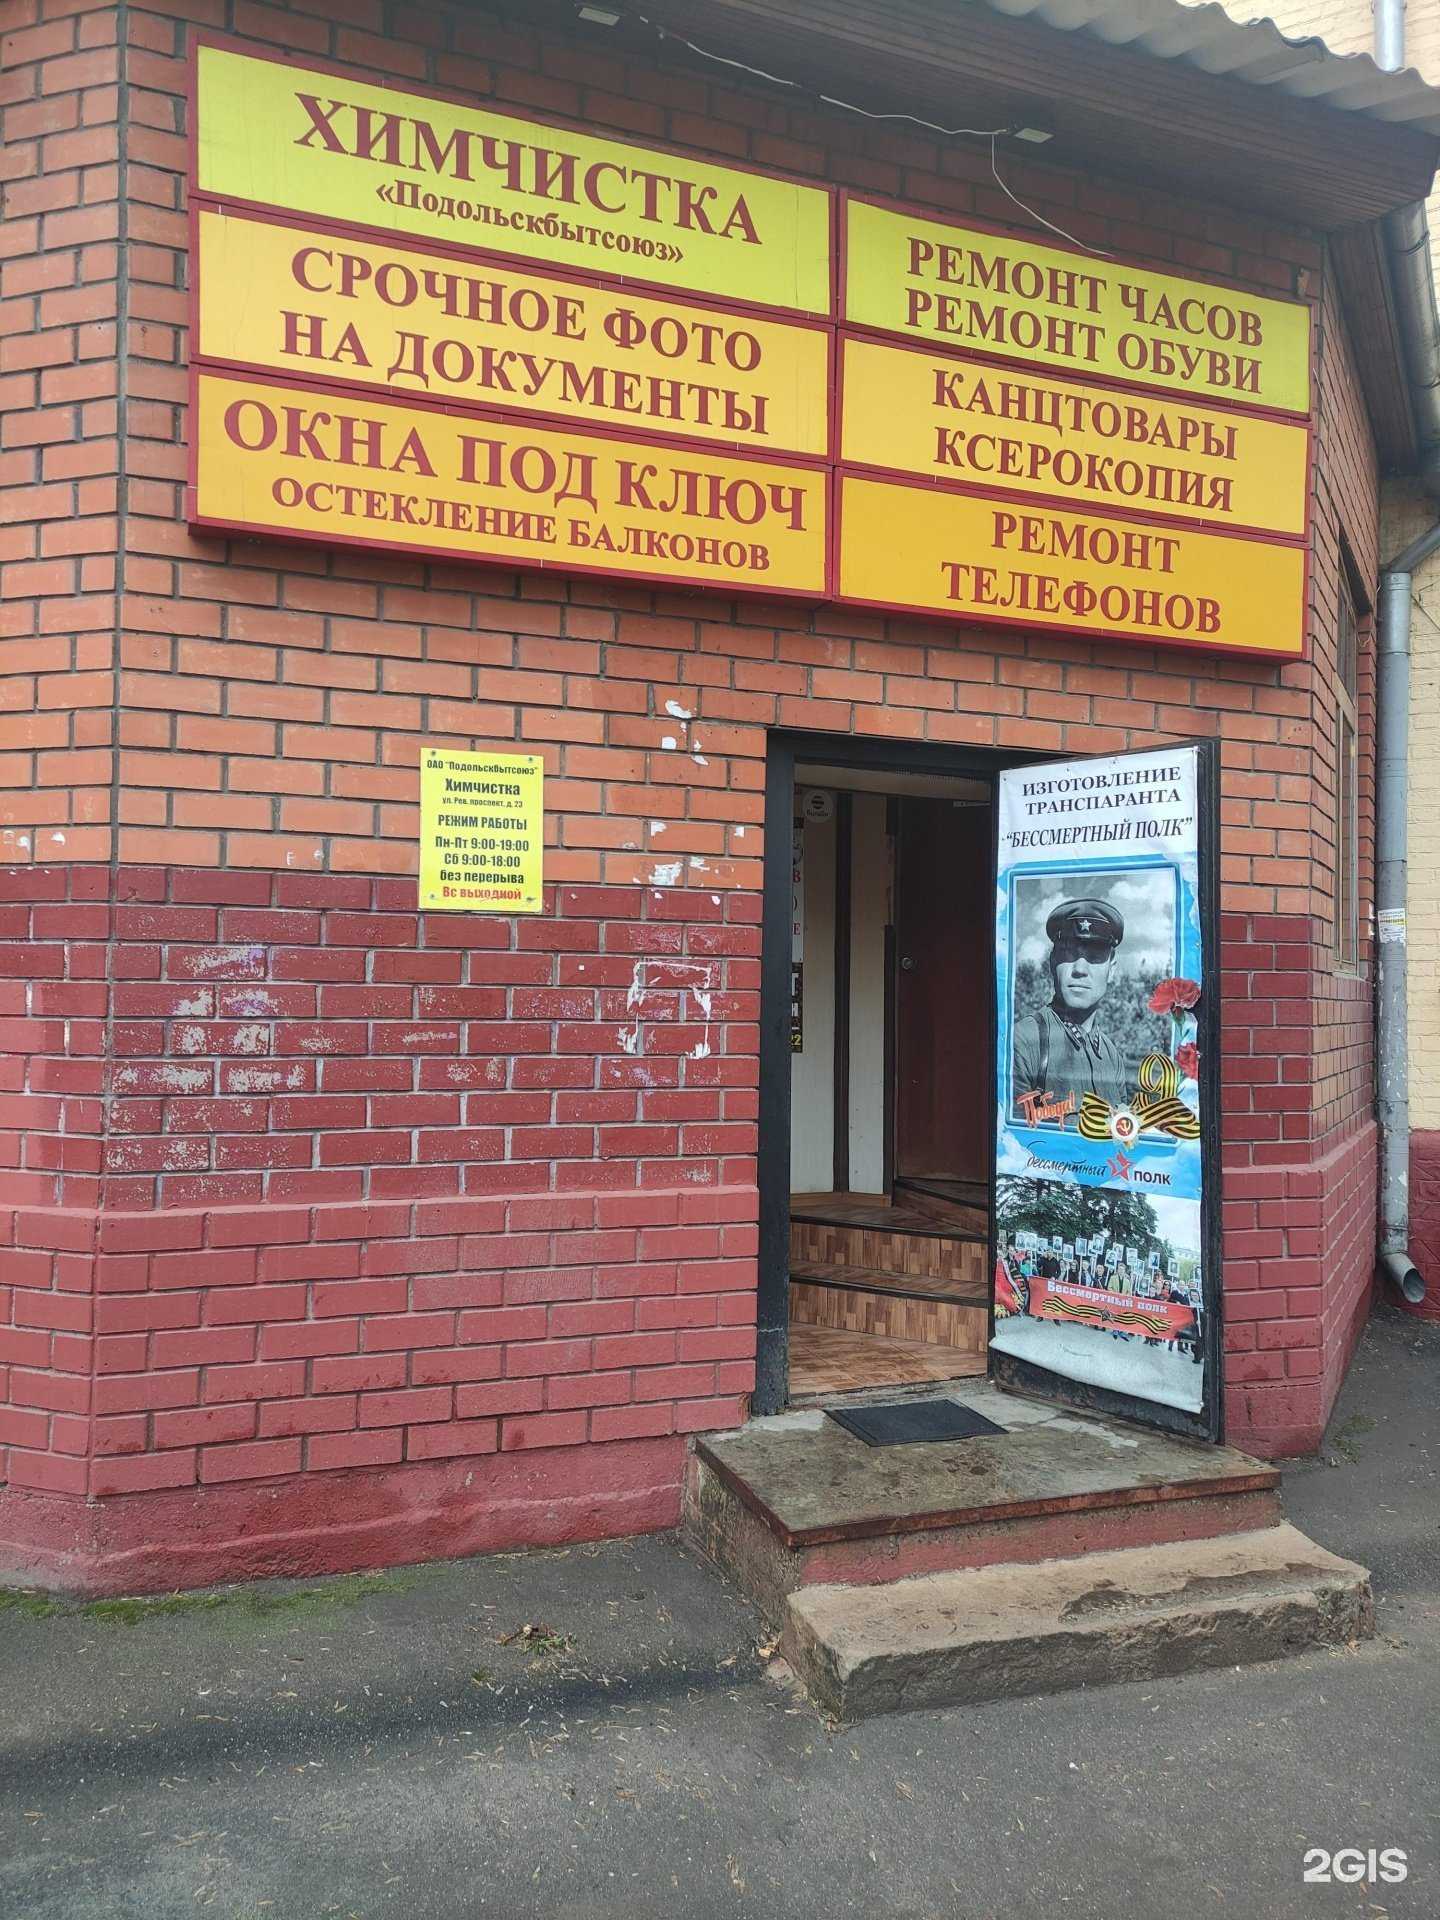 ХИМЧИСТКА
«Подольскбытсоюз»
СРОЧНОЕ ФОТО
НА ДОКУМЕНТЫ
ОКНА ПОД КЛЮЧ
ОСТЕКЛЕНИЕ БАЛКОНОВ
РЕМОНТ ЧАСОВ
РЕМОНТ ОБУВИ
КАНЦТОВАРЫ
КСЕРОКОПИЯ
РЕМОНТ
ТЕЛЕФОНОВ
ОАО "Подольскбытсоюз"
Химчистка
ул. Рев. проспект, д. 23
РЕЖИМ РАБОТЫ
Пн-Пт 9:00-19:00
Сб 9:00-18:00
без перерыва
Вс выходной
ИЗГОТОВЛЕНИЕ
ТРАНСПАРАНТА
"БЕССМЕРТНЫЙ ПОЛК"
Победа!
9
бессмертный полк
Бессмертный полк
2GIS